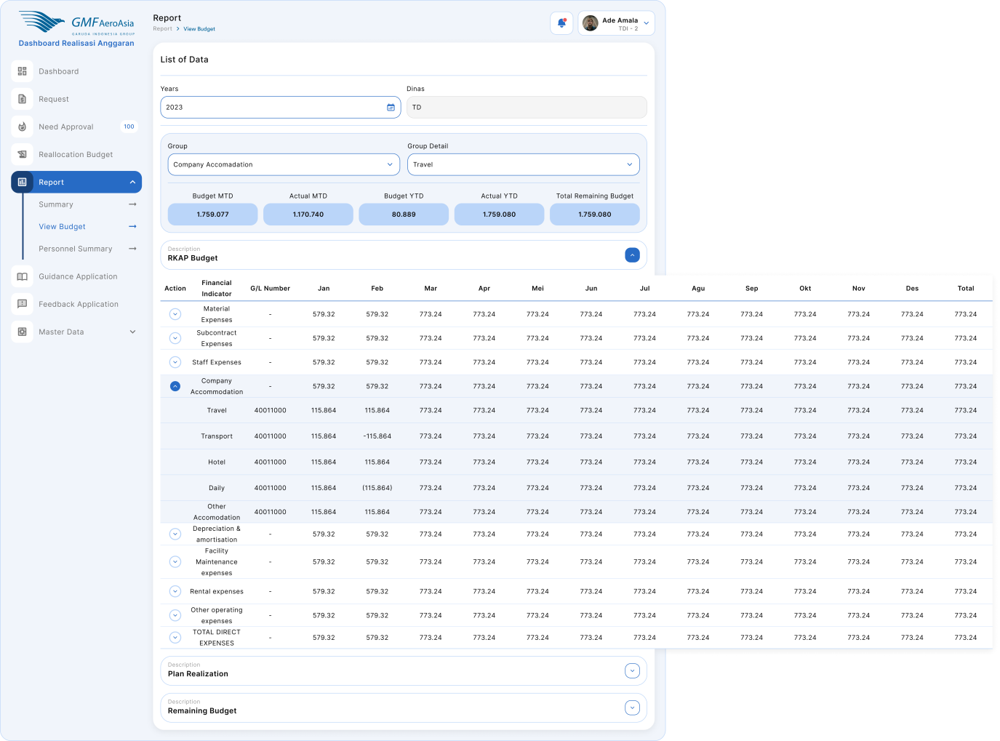 GMF AeroAsia
GARUDA INDONESIA GROUP
Dashboard Realisasi Anggaran
Dashboard
Request
Need Approval 100
Reallocation Budget
Report
Summary
View Budget
Personnel Summary
Guidance Application
Feedback Application
Master Data
Report
Report > View Budget
Ade Amala
TDI - 2
List of Data
Years
2023
Dinas
TD
Group
Company Accomadation
Group Detail
Travel
Budget MTD Actual MTD Budget YTD Actual YTD Total Remaining Budget
1.759.077 1.170.740 80.889 1.759.080 1.759.080
Description
RKAP Budget
Action Financial Indicator G/L Number Jan Feb Mar Apr Mei Jun Jul Agu Sep Okt Nov Des Total
Material Expenses - 579.32 579.32 773.24 773.24 773.24 773.24 773.24 773.24 773.24 773.24 773.24 773.24 773.24
Subcontract Expenses - 579.32 579.32 773.24 773.24 773.24 773.24 773.24 773.24 773.24 773.24 773.24 773.24 773.24
Staff Expenses - 579.32 579.32 773.24 773.24 773.24 773.24 773.24 773.24 773.24 773.24 773.24 773.24 773.24
Company Accommodation - 579.32 579.32 773.24 773.24 773.24 773.24 773.24 773.24 773.24 773.24 773.24 773.24 773.24
Travel 40011000 115.864 115.864 773.24 773.24 773.24 773.24 773.24 773.24 773.24 773.24 773.24 773.24 773.24
Transport 40011000 115.864 -115.864 773.24 773.24 773.24 773.24 773.24 773.24 773.24 773.24 773.24 773.24 773.24
Hotel 40011000 115.864 115.864 773.24 773.24 773.24 773.24 773.24 773.24 773.24 773.24 773.24 773.24 773.24
Daily 40011000 115.864 (115.864) 773.24 773.24 773.24 773.24 773.24 773.24 773.24 773.24 773.24 773.24 773.24
Other Accomodation 40011000 115.864 115.864 773.24 773.24 773.24 773.24 773.24 773.24 773.24 773.24 773.24 773.24 773.24
Depreciation & amortisation - 579.32 579.32 773.24 773.24 773.24 773.24 773.24 773.24 773.24 773.24 773.24 773.24 773.24
Facility Maintenance expenses - 579.32 579.32 773.24 773.24 773.24 773.24 773.24 773.24 773.24 773.24 773.24 773.24 773.24
Rental expenses - 579.32 579.32 773.24 773.24 773.24 773.24 773.24 773.24 773.24 773.24 773.24 773.24 773.24
Other operating expenses - 579.32 579.32 773.24 773.24 773.24 773.24 773.24 773.24 773.24 773.24 773.24 773.24 773.24
TOTAL DIRECT EXPENSES - 579.32 579.32 773.24 773.24 773.24 773.24 773.24 773.24 773.24 773.24 773.24 773.24 773.24
Description
Plan Realization
Description
Remaining Budget